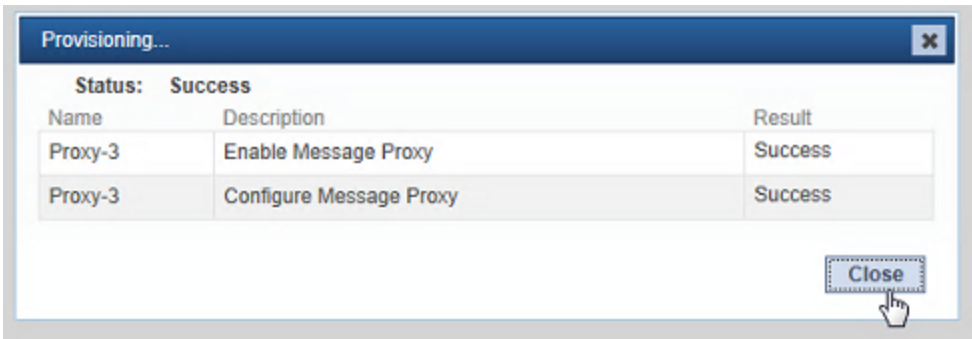 Provisioning...
Status: Success
Name Description Result
Proxy-3 Enable Message Proxy Success
Proxy-3 Configure Message Proxy Success
Close